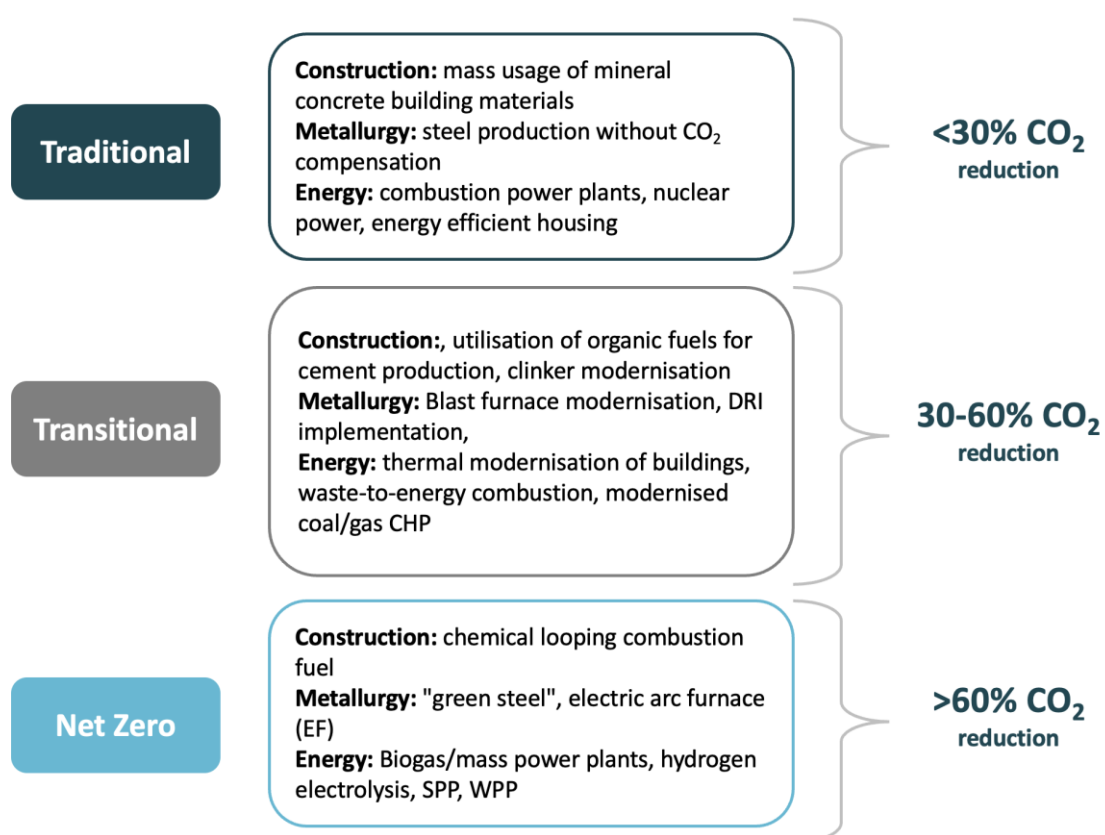 Traditional
Construction: mass usage of mineral
concrete building materials
Metallurgy: steel production without CO₂
compensation
Energy: combustion power plants, nuclear
power, energy efficient housing
<30% CO₂
reduction
Transitional
Construction:, utilisation of organic fuels for
cement production, clinker modernisation
Metallurgy: Blast furnace modernisation, DRI
implementation,
Energy: thermal modernisation of buildings,
waste-to-energy combustion, modernised
coal/gas CHP
30-60% CO₂
reduction
Net Zero
Construction: chemical looping combustion
fuel
Metallurgy: "green steel", electric arc furnace
(EF)
Energy: Biogas/mass power plants, hydrogen
electrolysis, SPP, WPP
>60% CO₂
reduction